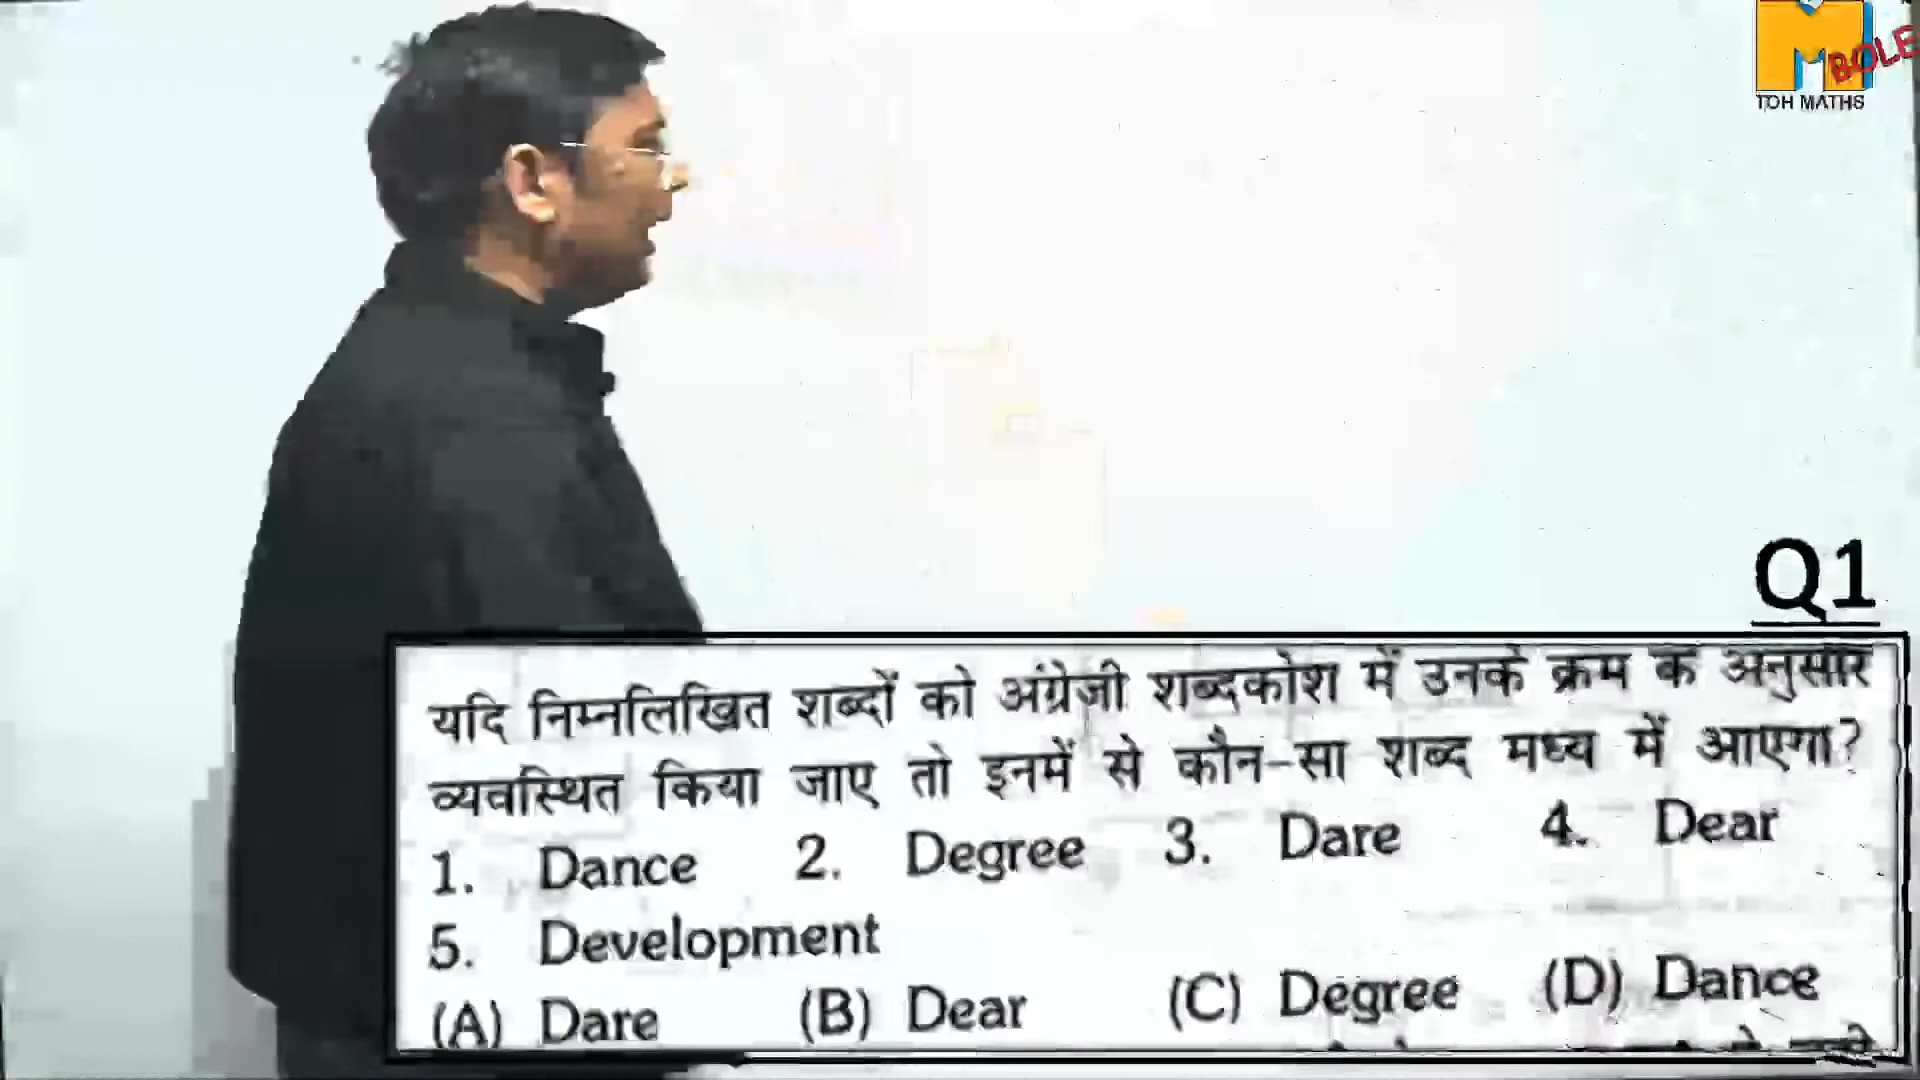 M BOLE
TOH MATHS
Q1
यदि निम्नलिखित शब्दों को अंग्रेजी शब्दकोश में उनके क्रम के अनुसार
व्यवस्थित किया जाए तो इनमें से कौन-सा शब्द मध्य में आएगा?
1. Dance 2. Degree 3. Dare 4. Dear
5. Development
(A) Dare (B) Dear (C) Degree (D) Dance